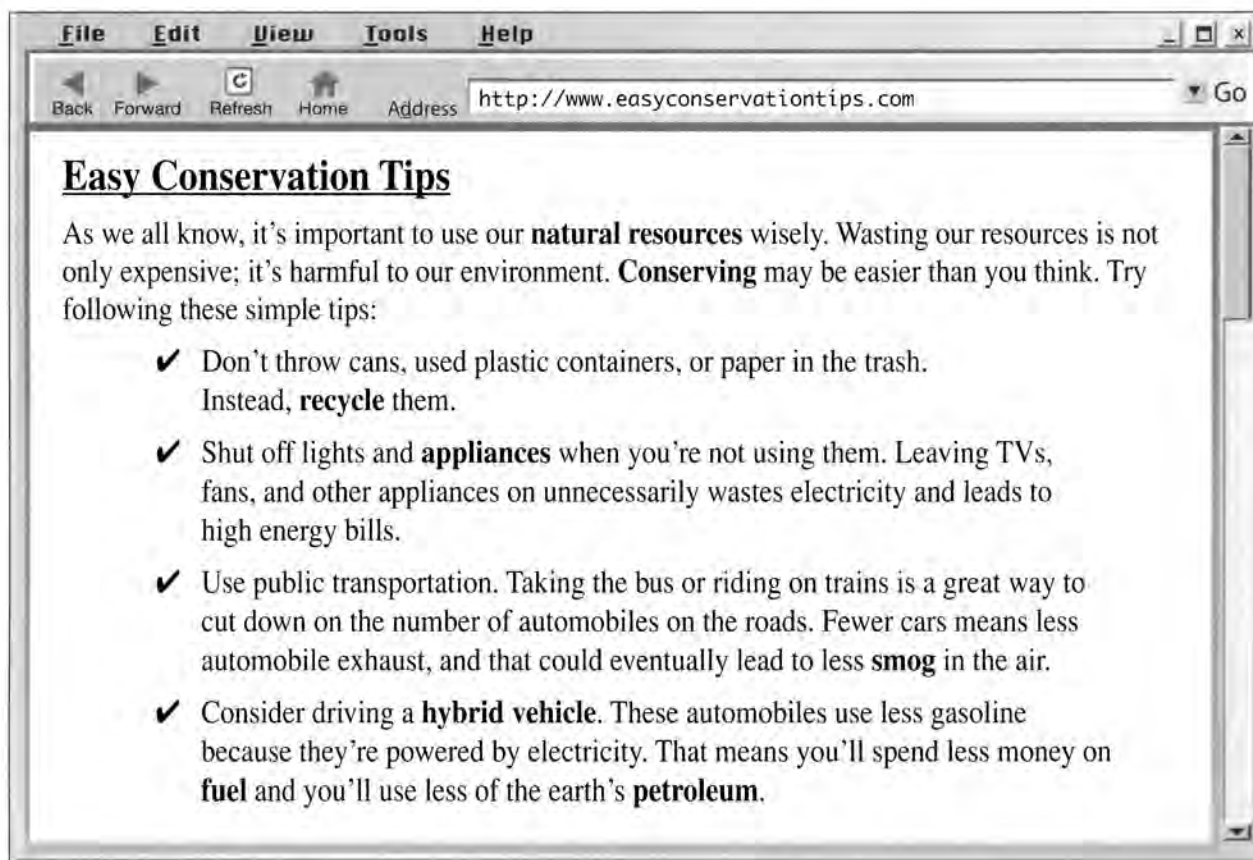 File Edit View Tools Help
Back Forward Refresh Home Address http://www.easyconservationtips.com Go
Easy Conservation Tips
As we all know, it's important to use our natural resources wisely. Wasting our resources is not
only expensive; it's harmful to our environment. Conserving may be easier than you think. Try
following these simple tips:
✔ Don't throw cans, used plastic containers, or paper in the trash.
Instead, recycle them.
✔ Shut off lights and appliances when you're not using them. Leaving TVs,
fans, and other appliances on unnecessarily wastes electricity and leads to
high energy bills.
✔ Use public transportation. Taking the bus or riding on trains is a great way to
cut down on the number of automobiles on the roads. Fewer cars means less
automobile exhaust, and that could eventually lead to less smog in the air.
✔ Consider driving a hybrid vehicle. These automobiles use less gasoline
because they're powered by electricity. That means you'll spend less money on
fuel and you'll use less of the earth's petroleum.